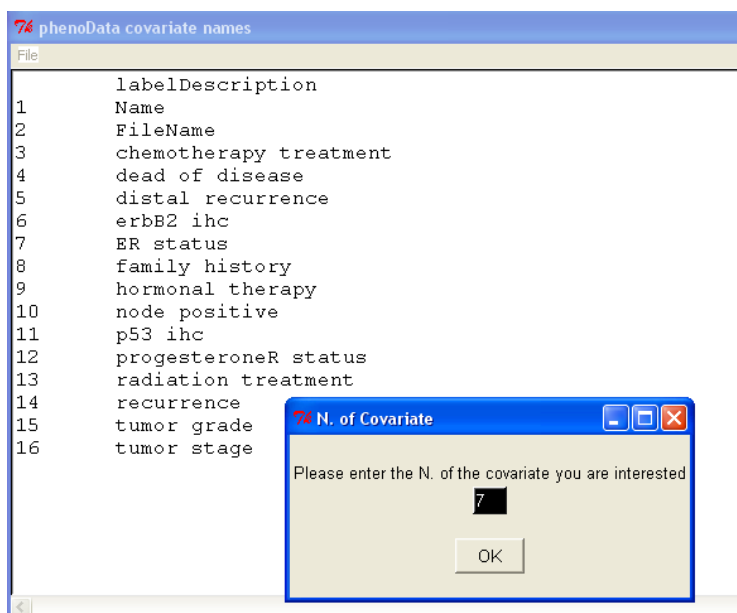 phenoData covariate names
File
labelDescription
1 Name
2 FileName
3 chemotherapy treatment
4 dead of disease
5 distal recurrence
6 erbB2 ihc
7 ER status
8 family history
9 hormonal therapy
10 node positive
11 p53 ihc
12 progesteroneR status
13 radiation treatment
14 recurrence
15 tumor grade
16 tumor stage
N. of Covariate
Please enter the N. of the covariate you are interested
7
OK